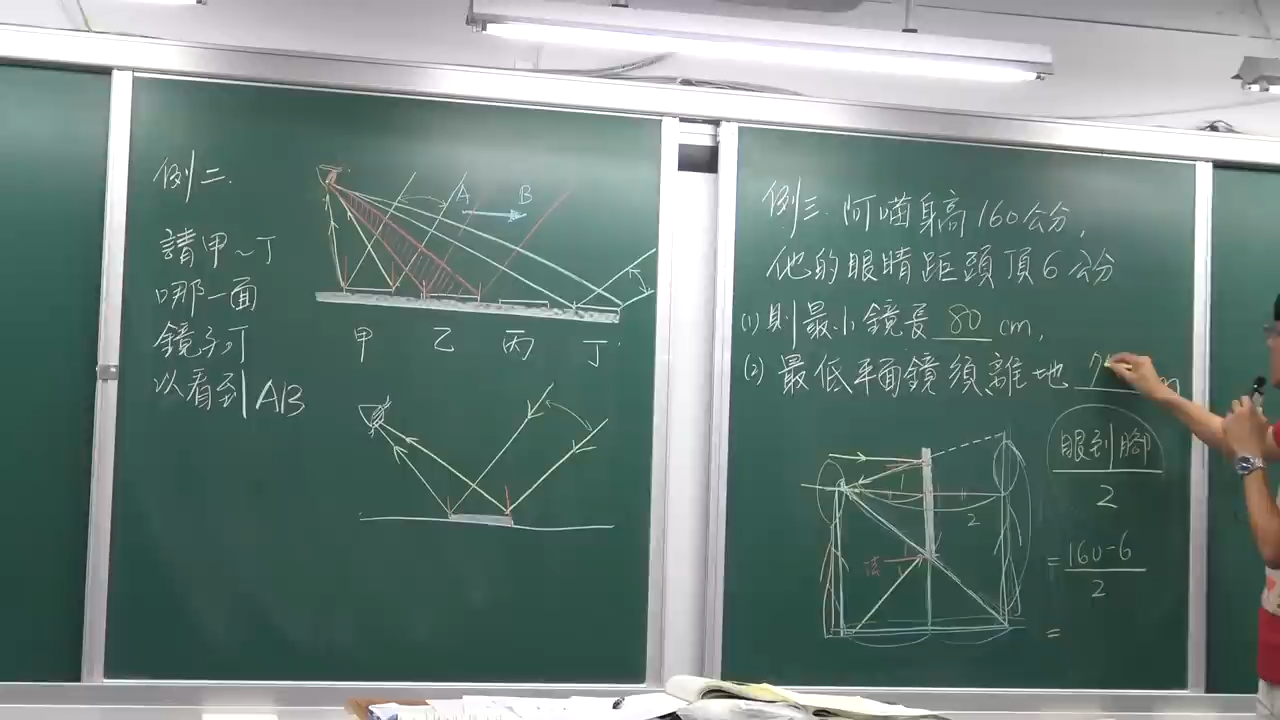 例二.
請甲~丁
哪一面
鏡子可
以看到AB
A B
甲 乙 丙 丁
例三. 阿喵身高160公分,
他的眼睛距頭頂6公分
(1) 則最小鏡長 80 cm,
(2) 最低平面鏡須離地 7
眼到腳
2
= 160-6
2
=
1
2
法